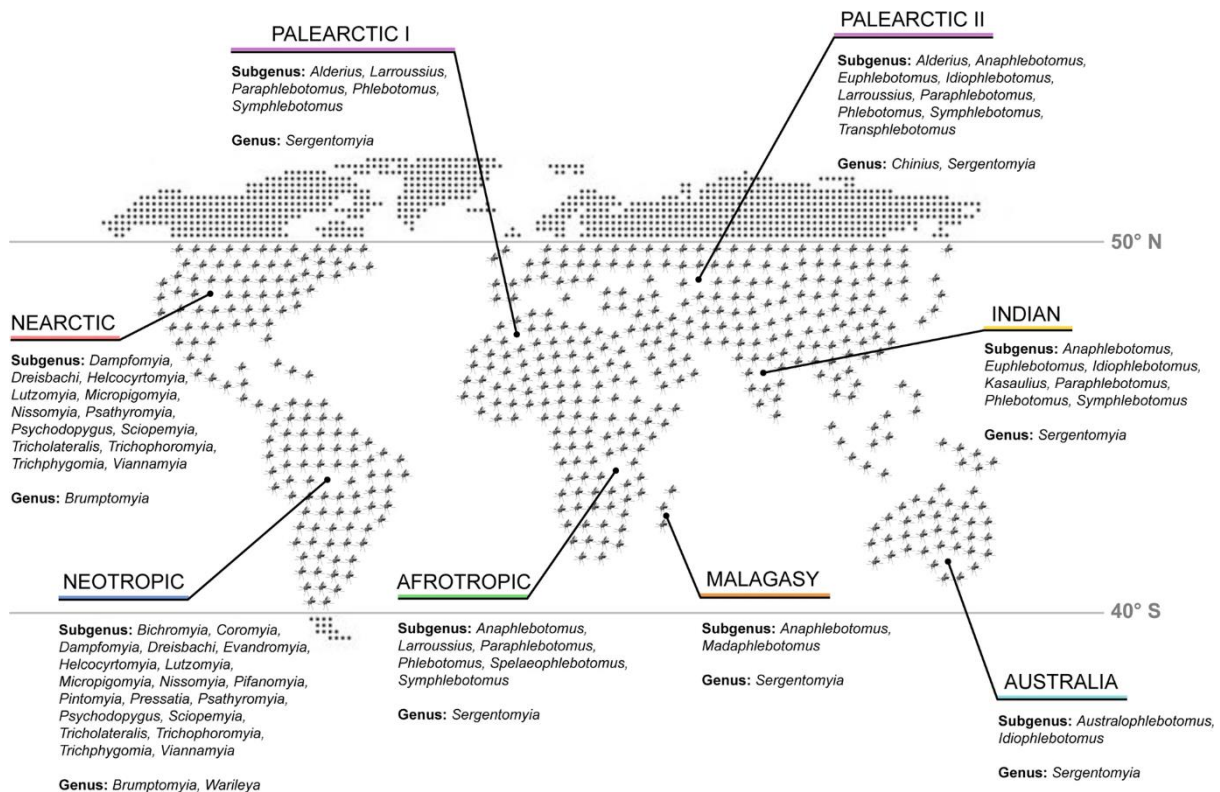 PALEARCTIC I
Subgenus: Alderius, Larroussius,
Paraphlebotomus, Phlebotomus,
Symphlebotomus
Genus: Sergentomyia
PALEARCTIC II
Subgenus: Alderius, Anaphlebotomus,
Euphlebotomus, Idiophlebotomus,
Larroussius, Paraphlebotomus,
Phlebotomus, Symphlebotomus,
Transphlebotomus
Genus: Chinius, Sergentomyia
50° N
NEARCTIC
Subgenus: Dampfomyia,
Dreisbachi, Helcocyrtomyia,
Lutzomyia, Micropigomyia,
Nissomyia, Psathyromyia,
Psychodopygus, Sciopemyia,
Tricholateralis, Trichophoromyia,
Trichphygomia, Viannamyia
Genus: Brumptomyia
INDIAN
Subgenus: Anaphlebotomus,
Euphlebotomus, Idiophlebotomus,
Kasaulius, Paraphlebotomus,
Phlebotomus, Symphlebotomus
Genus: Sergentomyia
NEOTROPIC
Subgenus: Bichromyia, Coromyia,
Dampfomyia, Dreisbachi, Evandromyia,
Helcocyrtomyia, Lutzomyia,
Micropigomyia, Nissomyia, Pifanomyia,
Pintomyia, Pressatia, Psathyromyia,
Psychodopygus, Sciopemyia,
Tricholateralis, Trichophoromyia,
Trichphygomia, Viannamyia
Genus: Brumptomyia, Warileya
AFROTROPIC
Subgenus: Anaphlebotomus,
Larroussius, Paraphlebotomus,
Phlebotomus, Spelaeophlebotomus,
Symphlebotomus
Genus: Sergentomyia
MALAGASY
Subgenus: Anaphlebotomus,
Madaphlebotomus
Genus: Sergentomyia
40° S
AUSTRALIA
Subgenus: Australophlebotomus,
Idiophlebotomus
Genus: Sergentomyia